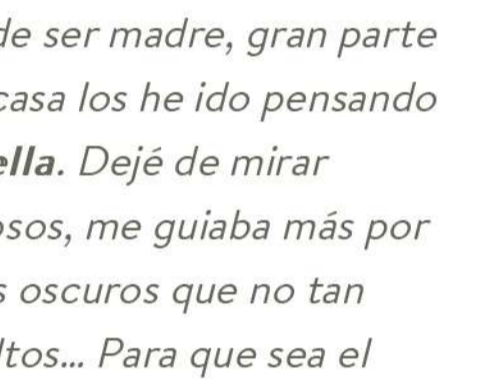 de ser madre, gran parte
casa los he ido pensando
ella. Dejé de mirar
osos, me guiaba más por
s oscuros que no tan
ltos... Para que sea el